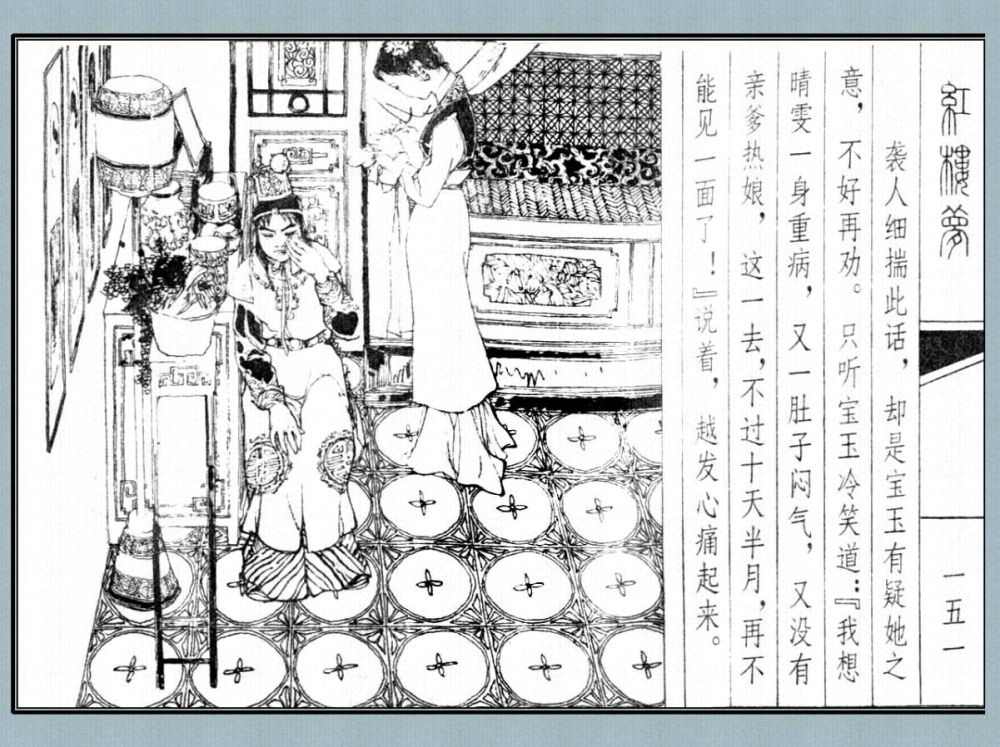 紅樓夢
一五一
袭人细揣此话，却是宝玉有疑她之
意，不好再劝。只听宝玉冷笑道：『我想
晴雯一身重病，又一肚子闷气，又没有
亲爹热娘，这一去，不过十天半月，再不
能见一面了！』说着，越发心痛起来。